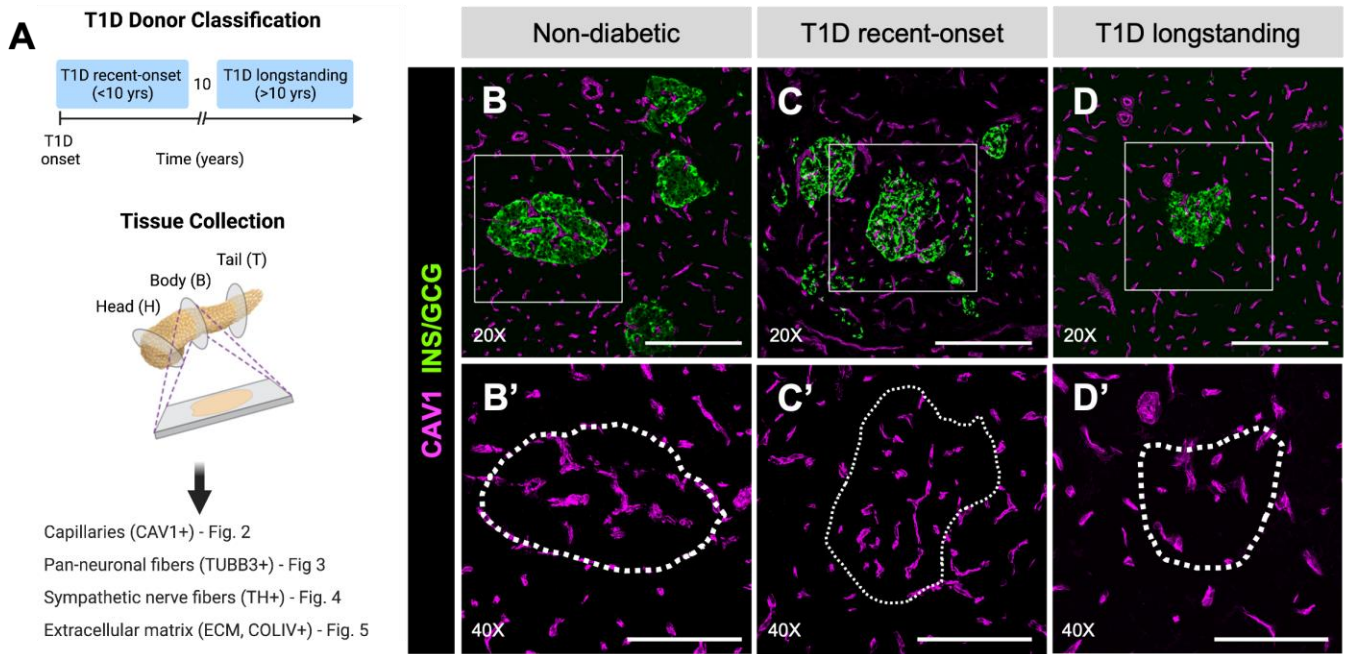 A
T1D Donor Classification
T1D recent-onset
(<10 yrs)
10
T1D longstanding
(>10 yrs)
T1D
onset
Time (years)
Tissue Collection
Tail (T)
Body (B)
Head (H)
Capillaries (CAV1+) - Fig. 2
Pan-neuronal fibers (TUBB3+) - Fig 3
Sympathetic nerve fibers (TH+) - Fig. 4
Extracellular matrix (ECM, COLIV+) - Fig. 5
CAV1 INS/GCG
Non-diabetic
T1D recent-onset
T1D longstanding
B
20X
C
20X
D
20X
B'
40X
C'
40X
D'
40X